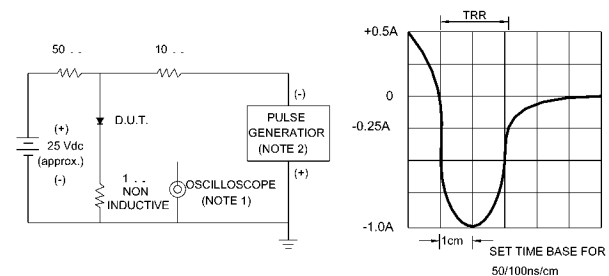 50 . .
10 . .
(+)
25 Vdc
(approx.)
(-)
D.U.T.
1 . .
NON
INDUCTIVE
OSCILLOSCOPE
(NOTE 1)
(-)
PULSE
GENERATIOR
(NOTE 2)
(+)
TRR
+0.5A
0
-0.25A
-1.0A
1cm
SET TIME BASE FOR
50/100ns/cm